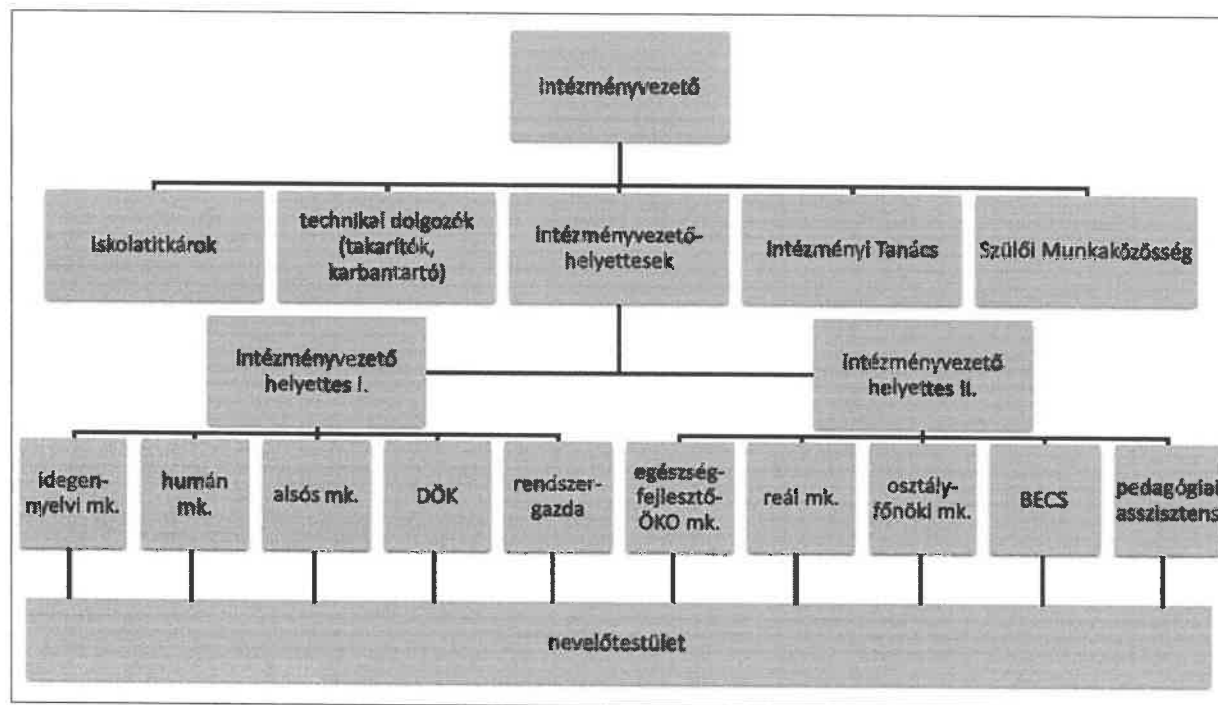 intézményvezető
iskolatitkárok
technikai dolgozók
(takarítók,
karbantartó)
intézményvezető-
helyettesek
Intézményi Tanács
Szülői Munkaközösség
Intézményvezető
helyettes I.
Intézményvezető
helyettes II.
idegen-
nyelvi mk.
humán
mk.
alsós mk.
DÖK
rendszer-
gazda
egészség-
fejlesztő-
ÖKO mk.
reál mk.
osztály-
főnöki mk.
BECS
pedagógiai
asszisztens
nevelőtestület